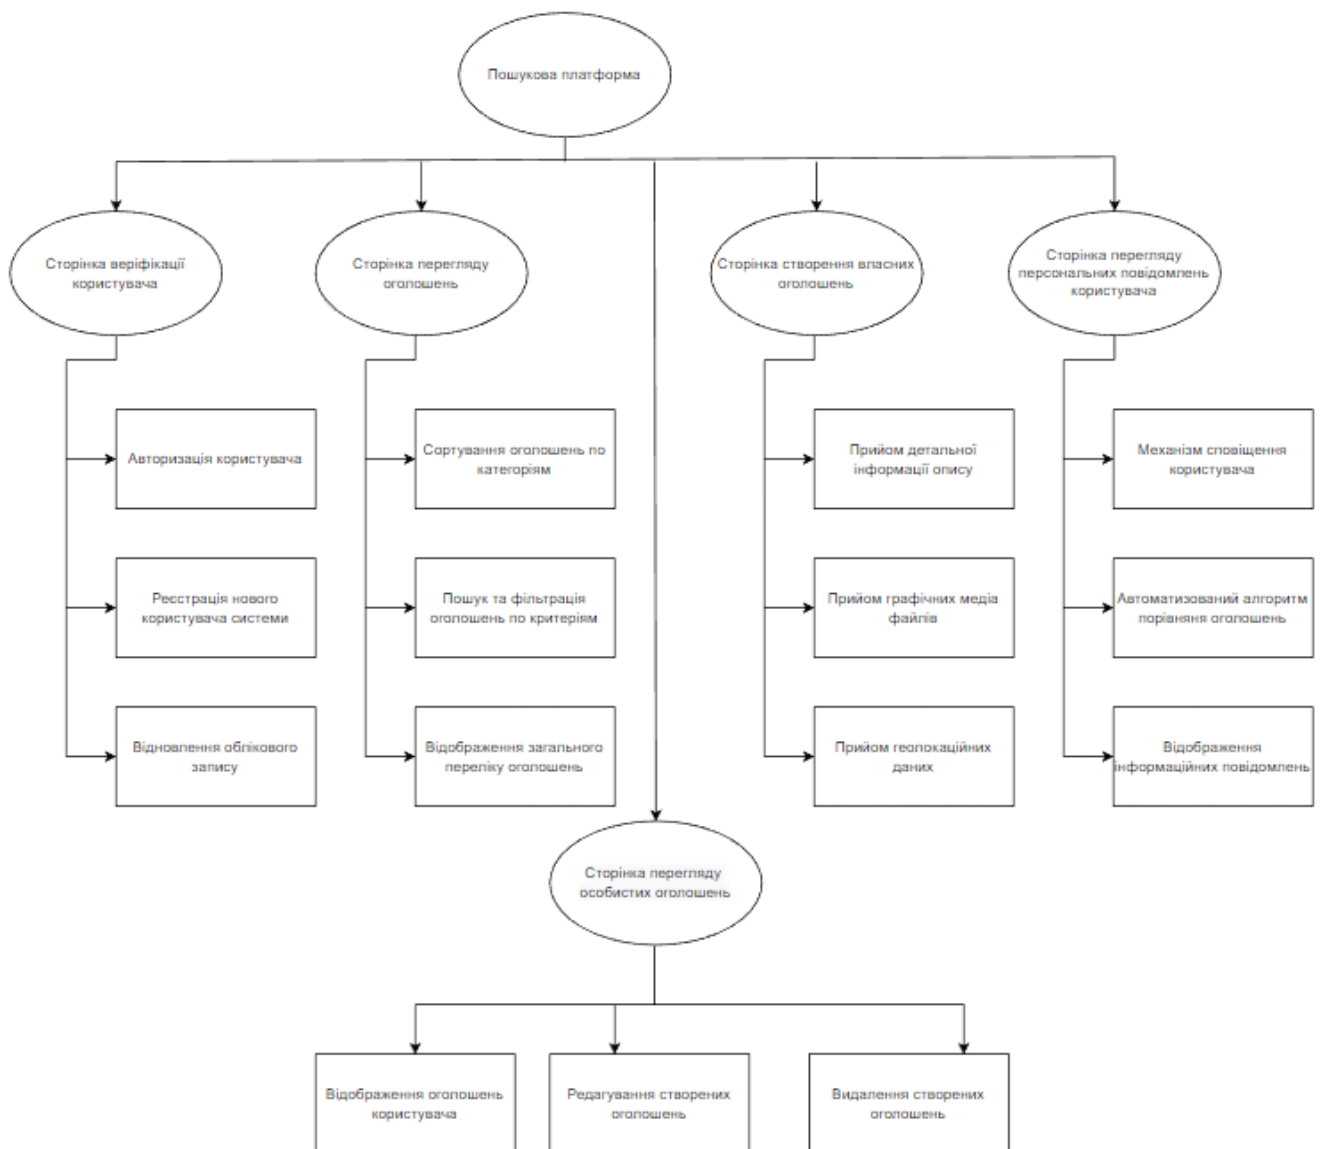 Пошукова платформа
Сторінка веріфікації
користувача
Сторінка перегляду
оголошень
Сторінка створення власних
оголошень
Сторінка перегляду
персональних повідомлень
користувача
Авторизація користувача
Сортування оголошень по
категоріям
Прийом детальної
інформації опису
Механізм сповіщення
користувача
Реєстрація нового
користувача системи
Пошук та фільтрація
оголошень по критеріям
Прийом графічних медіа
файлів
Автоматизований алгоритм
порівняня оголошень
Відновлення облікового
запису
Відображення загального
переліку оголошень
Прийом геолокаційних
даних
Відображення
інформаційних повідомлень
Сторінка перегляду
особистих оголошень
Відображення оголошень
користувача
Редагування створених
оголошень
Видалення створених
оголошень